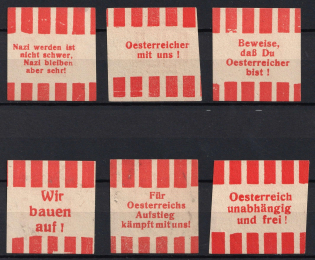 Nazi werden ist
nicht schwer,
Nazi bleiben
aber sehr!
Oesterreicher
mit uns!
Beweise,
daß Du
Oesterreicher
bist!
Wir
bauen
auf!
Für
Oesterreichs
Aufstieg
kämpft mit uns!
Oesterreich
unabhängig
und frei!